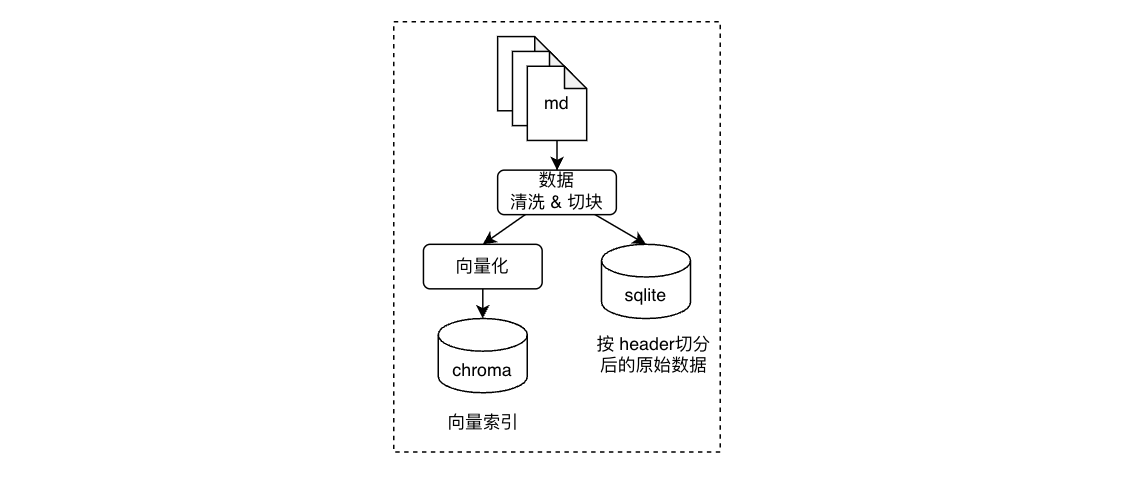 md
数据
清洗 & 切块
向量化
sqlite
按 header切分
后的原始数据
chroma
向量索引